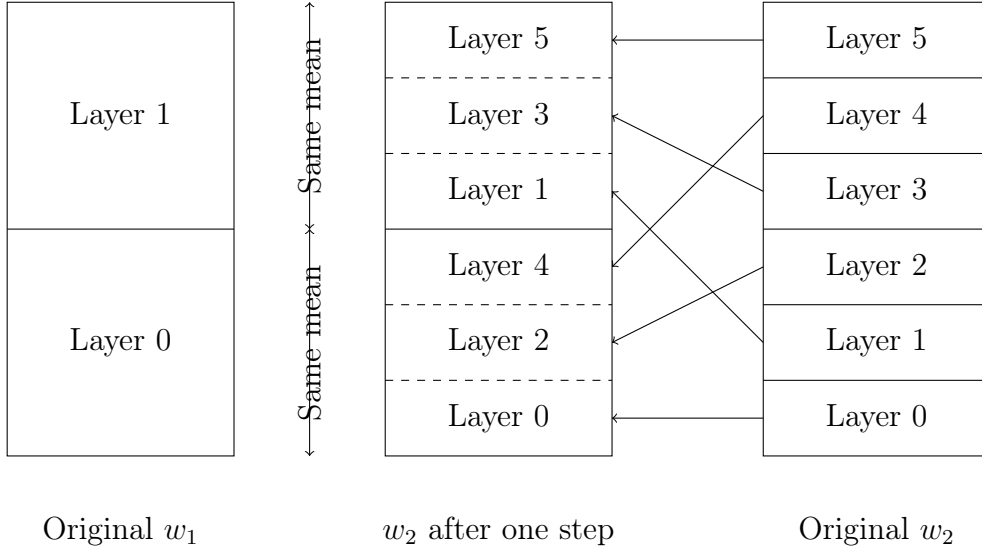 Layer 1
Layer 0
Same mean
Same mean
Layer 5
Layer 3
Layer 1
Layer 4
Layer 2
Layer 0
Layer 5
Layer 4
Layer 3
Layer 2
Layer 1
Layer 0
Original w₁
w₂ after one step
Original w₂